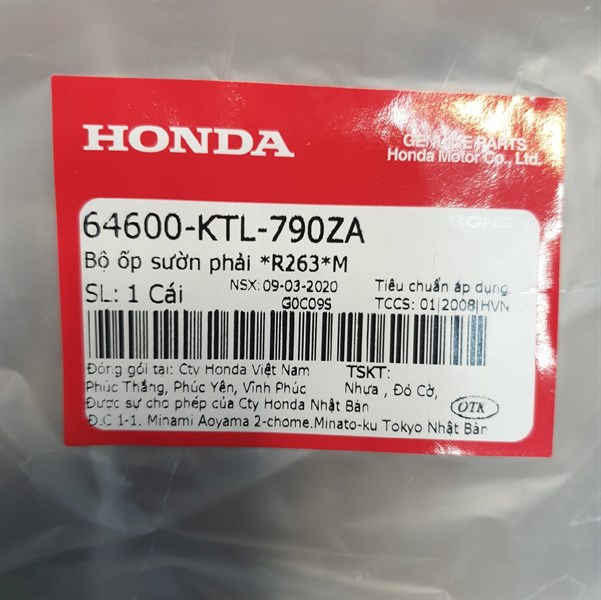 HONDA
GENUINE PARTS
Honda Motor Co., Ltd.
HONDA
64600-KTL-790ZA
Bộ ốp sườn phải *R263*M
SL: 1 Cái
NSX: 09-03-2020
G0C09S
Tiêu chuẩn áp dụng.
TCCS: 01|2008|HVN
Đóng gói tại: Cty Honda Việt Nam
Phúc Thắng, Phúc Yên, Vĩnh Phúc
TSKT:
Nhựa , Đỏ Cờ,
Được sự cho phép của Cty Honda Nhật Bản
OTK
Đ.C 1-1. Minami Aoyama 2-chome.Minato-ku Tokyo Nhật Bản